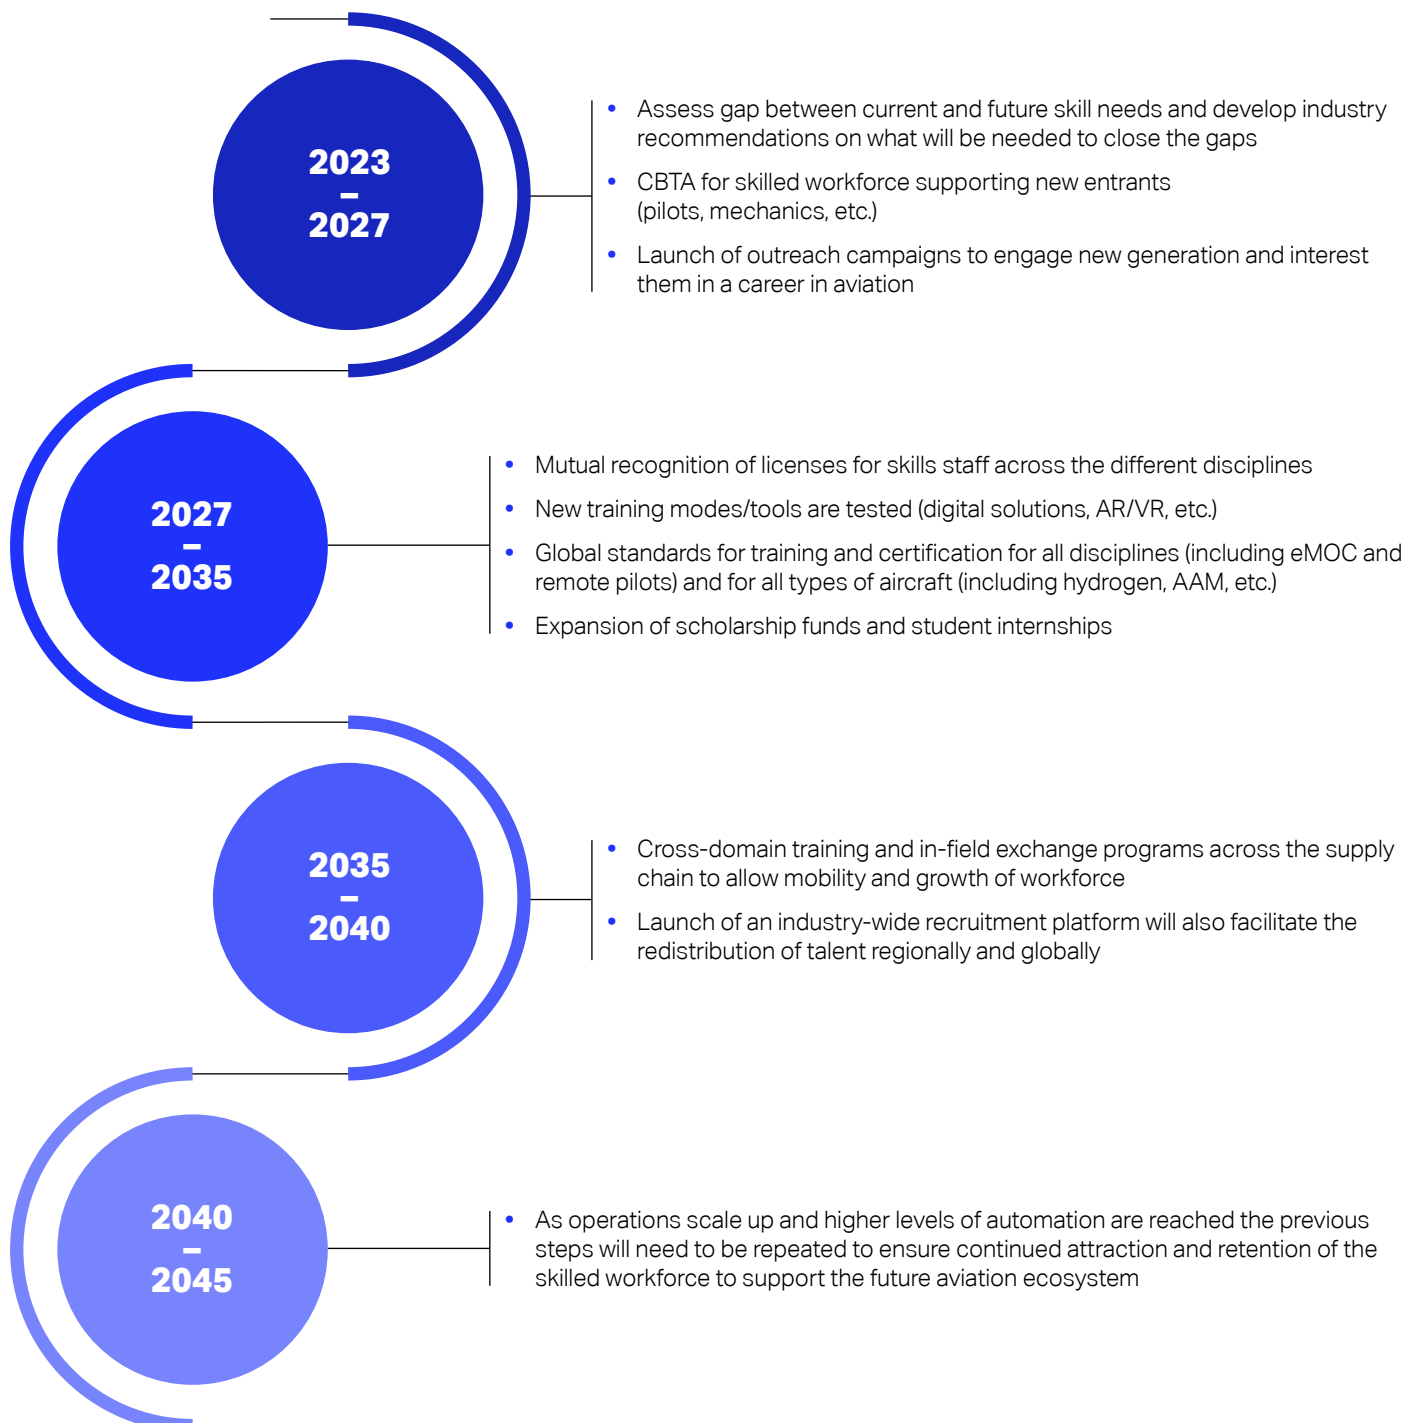 2023
–
2027
• Assess gap between current and future skill needs and develop industry
recommendations on what will be needed to close the gaps
• CBTA for skilled workforce supporting new entrants
(pilots, mechanics, etc.)
• Launch of outreach campaigns to engage new generation and interest
them in a career in aviation
2027
–
2035
• Mutual recognition of licenses for skills staff across the different disciplines
• New training modes/tools are tested (digital solutions, AR/VR, etc.)
• Global standards for training and certification for all disciplines (including eMOC and
remote pilots) and for all types of aircraft (including hydrogen, AAM, etc.)
• Expansion of scholarship funds and student internships
2035
–
2040
• Cross-domain training and in-field exchange programs across the supply
chain to allow mobility and growth of workforce
• Launch of an industry-wide recruitment platform will also facilitate the
redistribution of talent regionally and globally
2040
–
2045
• As operations scale up and higher levels of automation are reached the previous
steps will need to be repeated to ensure continued attraction and retention of the
skilled workforce to support the future aviation ecosystem